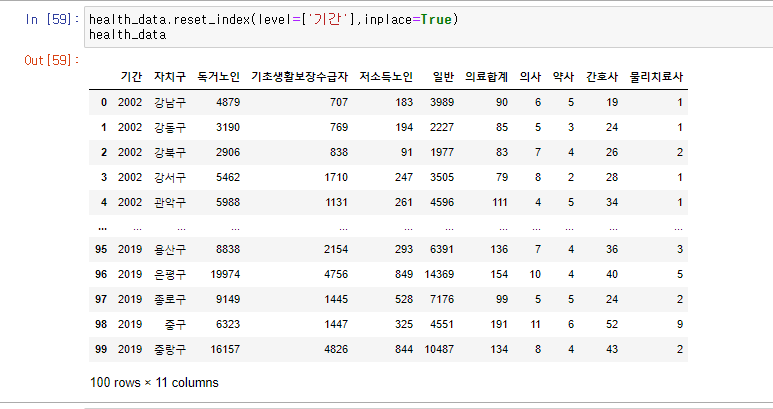 In [59]: health_data.reset_index(level=['기간'],inplace=True)
health_data
Out[59]:
기간 자치구 독거노인 기초생활보장수급자 저소득노인 일반 의료합계 의사 약사 간호사 물리치료사
0 2002 강남구 4879 707 183 3989 90 6 5 19 1
1 2002 강동구 3190 769 194 2227 85 5 3 24 1
2 2002 강북구 2906 838 91 1977 83 7 4 26 2
3 2002 강서구 5462 1710 247 3505 79 8 2 28 1
4 2002 관악구 5988 1131 261 4596 111 4 5 34 1
... ... ... ... ... ... ... ... ... ... ... ...
95 2019 용산구 8838 2154 293 6391 136 7 4 36 3
96 2019 은평구 19974 4756 849 14369 154 10 4 40 5
97 2019 종로구 9149 1445 528 7176 99 5 5 24 2
98 2019 중구 6323 1447 325 4551 191 11 6 52 9
99 2019 중랑구 16157 4826 844 10487 134 8 4 43 2
100 rows × 11 columns